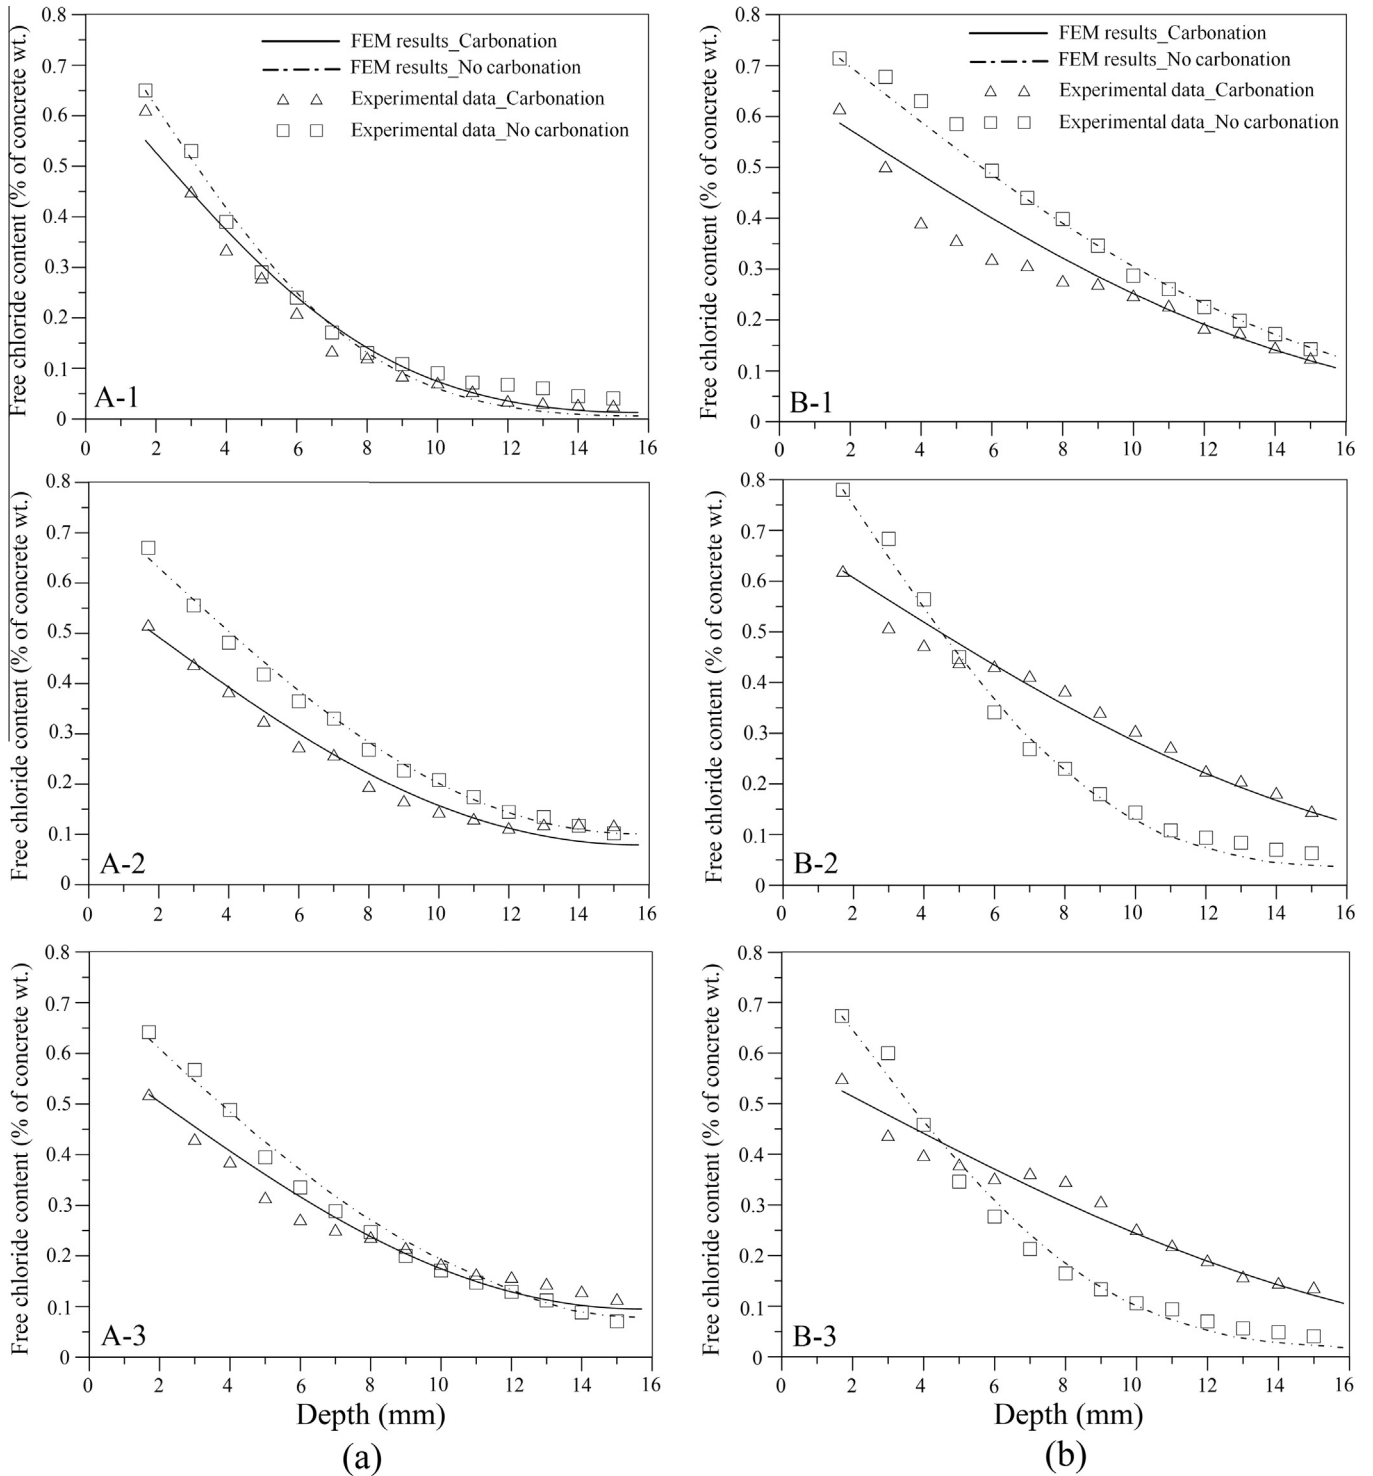 FEM results_Carbonation
FEM results_No carbonation
Experimental data_Carbonation
Experimental data_No carbonation
Free chloride content (% of concrete wt.)
0.8
0.7
0.6
0.5
0.4
0.3
0.2
0.1
0
A-1
0 2 4 6 8 10 12 14 16
FEM results_Carbonation
FEM results_No carbonation
Experimental data_Carbonation
Experimental data_No carbonation
Free chloride content (% of concrete wt.)
0.8
0.7
0.6
0.5
0.4
0.3
0.2
0.1
0
B-1
0 2 4 6 8 10 12 14 16
Free chloride content (% of concrete wt.)
0.8
0.7
0.6
0.5
0.4
0.3
0.2
0.1
0
A-2
0 2 4 6 8 10 12 14 16
Free chloride content (% of concrete wt.)
0.8
0.7
0.6
0.5
0.4
0.3
0.2
0.1
0
B-2
0 2 4 6 8 10 12 14 16
Free chloride content (% of concrete wt.)
0.8
0.7
0.6
0.5
0.4
0.3
0.2
0.1
0
A-3
0 2 4 6 8 10 12 14 16
Depth (mm)
(a)
Free chloride content (% of concrete wt.)
0.8
0.7
0.6
0.5
0.4
0.3
0.2
0.1
0
B-3
0 2 4 6 8 10 12 14 16
Depth (mm)
(b)